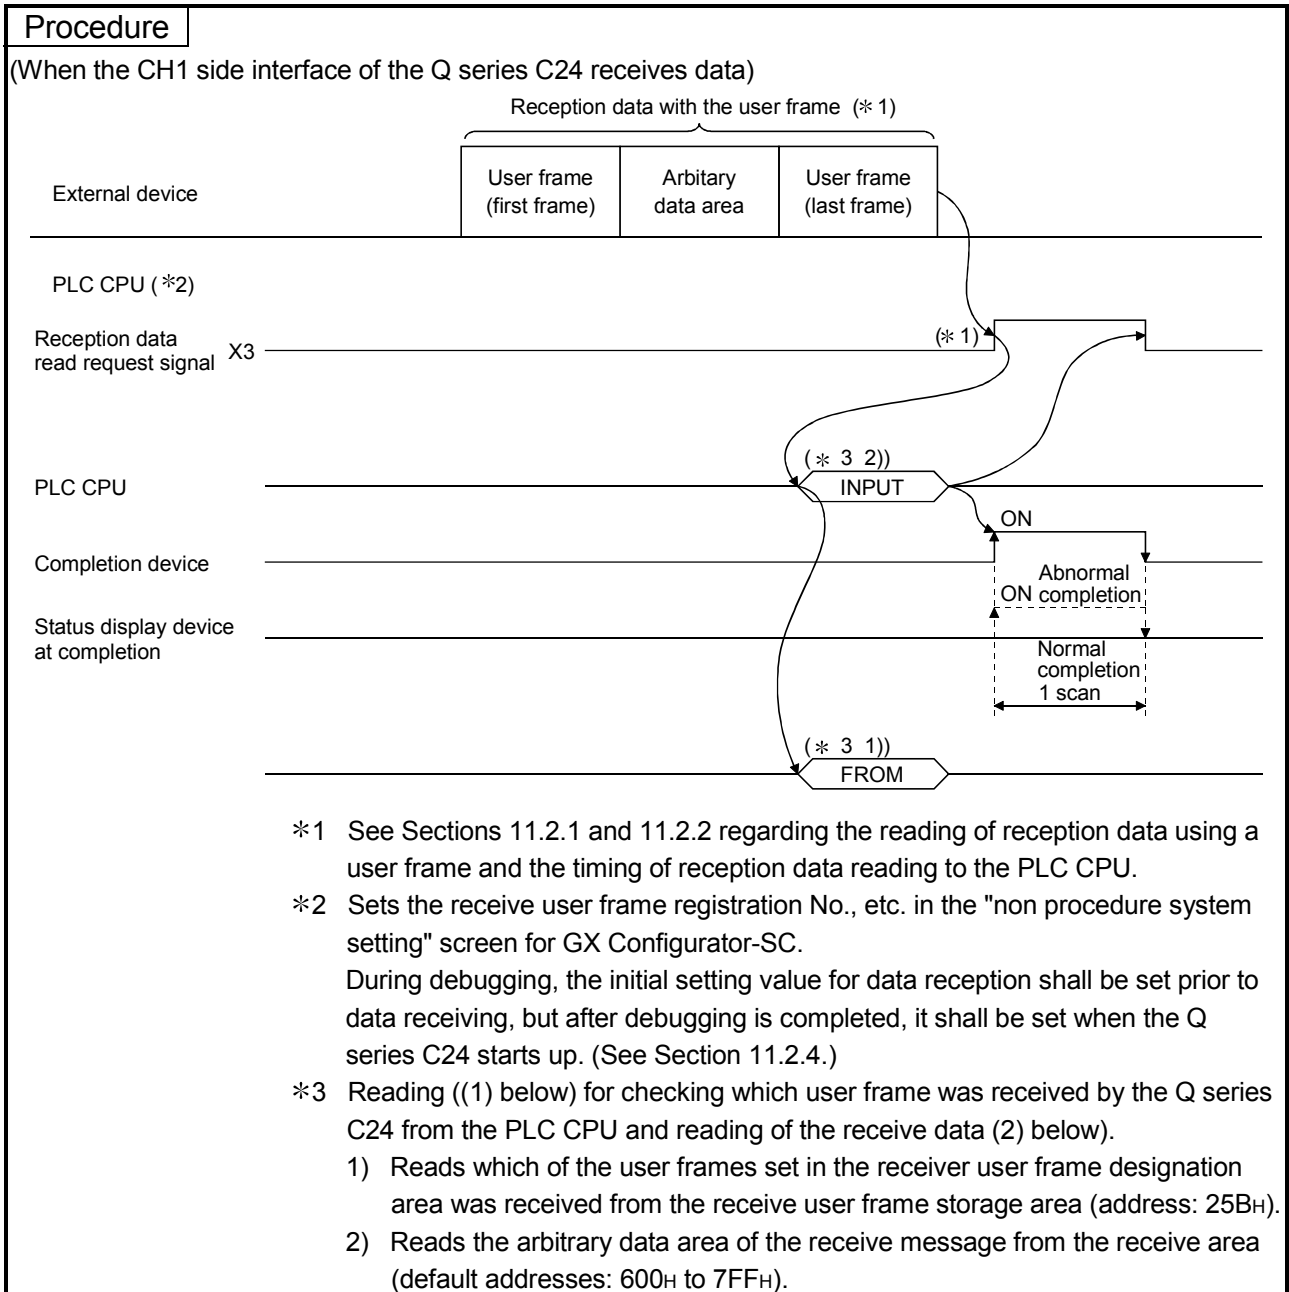 Procedure
(When the CH1 side interface of the Q series C24 receives data)
Reception data with the user frame (＊1)
External device
User frame
(first frame)
Arbitary
data area
User frame
(last frame)
PLC CPU (＊2)
Reception data
read request signal
X3
(＊1)
(＊ 3 2))
PLC CPU
INPUT
ON
Completion device
Abnormal
ON completion
Status display device
at completion
Normal
completion
1 scan
(＊ 3 1))
FROM
＊1 See Sections 11.2.1 and 11.2.2 regarding the reading of reception data using a
user frame and the timing of reception data reading to the PLC CPU.
＊2 Sets the receive user frame registration No., etc. in the "non procedure system
setting" screen for GX Configurator-SC.
During debugging, the initial setting value for data reception shall be set prior to
data receiving, but after debugging is completed, it shall be set when the Q
series C24 starts up. (See Section 11.2.4.)
＊3 Reading ((1) below) for checking which user frame was received by the Q series
C24 from the PLC CPU and reading of the receive data (2) below).
1) Reads which of the user frames set in the receiver user frame designation
area was received from the receive user frame storage area (address: 25BH).
2) Reads the arbitrary data area of the receive message from the receive area
(default addresses: 600H to 7FFH).